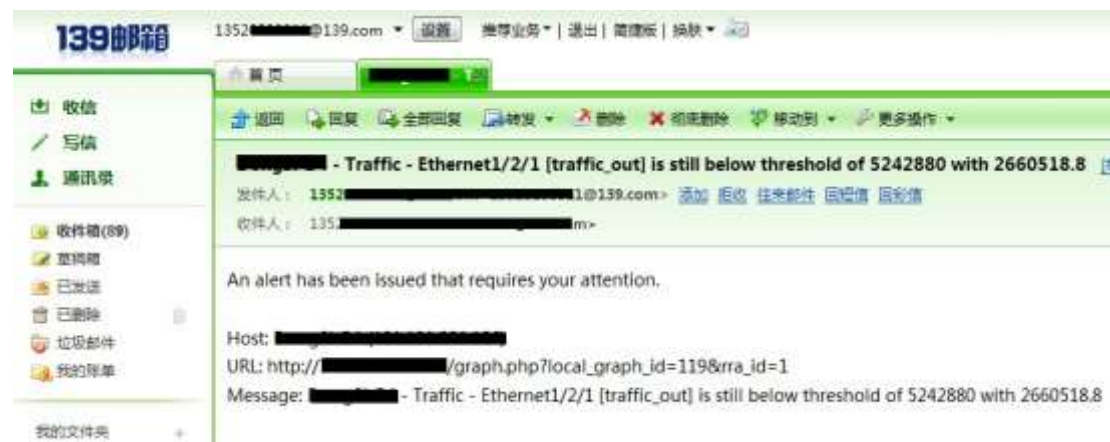 139邮箱
1352 @139.com 设置 推荐业务 | 退出 | 简捷版 | 换肤
首页
收信
写信
通讯录
返回 回复 全部回复 转发 删除 彻底删除 移动到 更多操作
- Traffic - Ethernet1/2/1 [traffic_out] is still below threshold of 5242880 with 2660518.8
发件人: 1352 1@139.com> 添加 拒收 往来邮件 回短信 回彩信
收件人: 135 m>
收件箱(89)
草稿箱
已发送
已删除
垃圾邮件
我的账单
我的文件夹 +
An alert has been issued that requires your attention.
Host:
URL: http:// /graph.php?local_graph_id=119&rra_id=1
Message: - Traffic - Ethernet1/2/1 [traffic_out] is still below threshold of 5242880 with 2660518.8